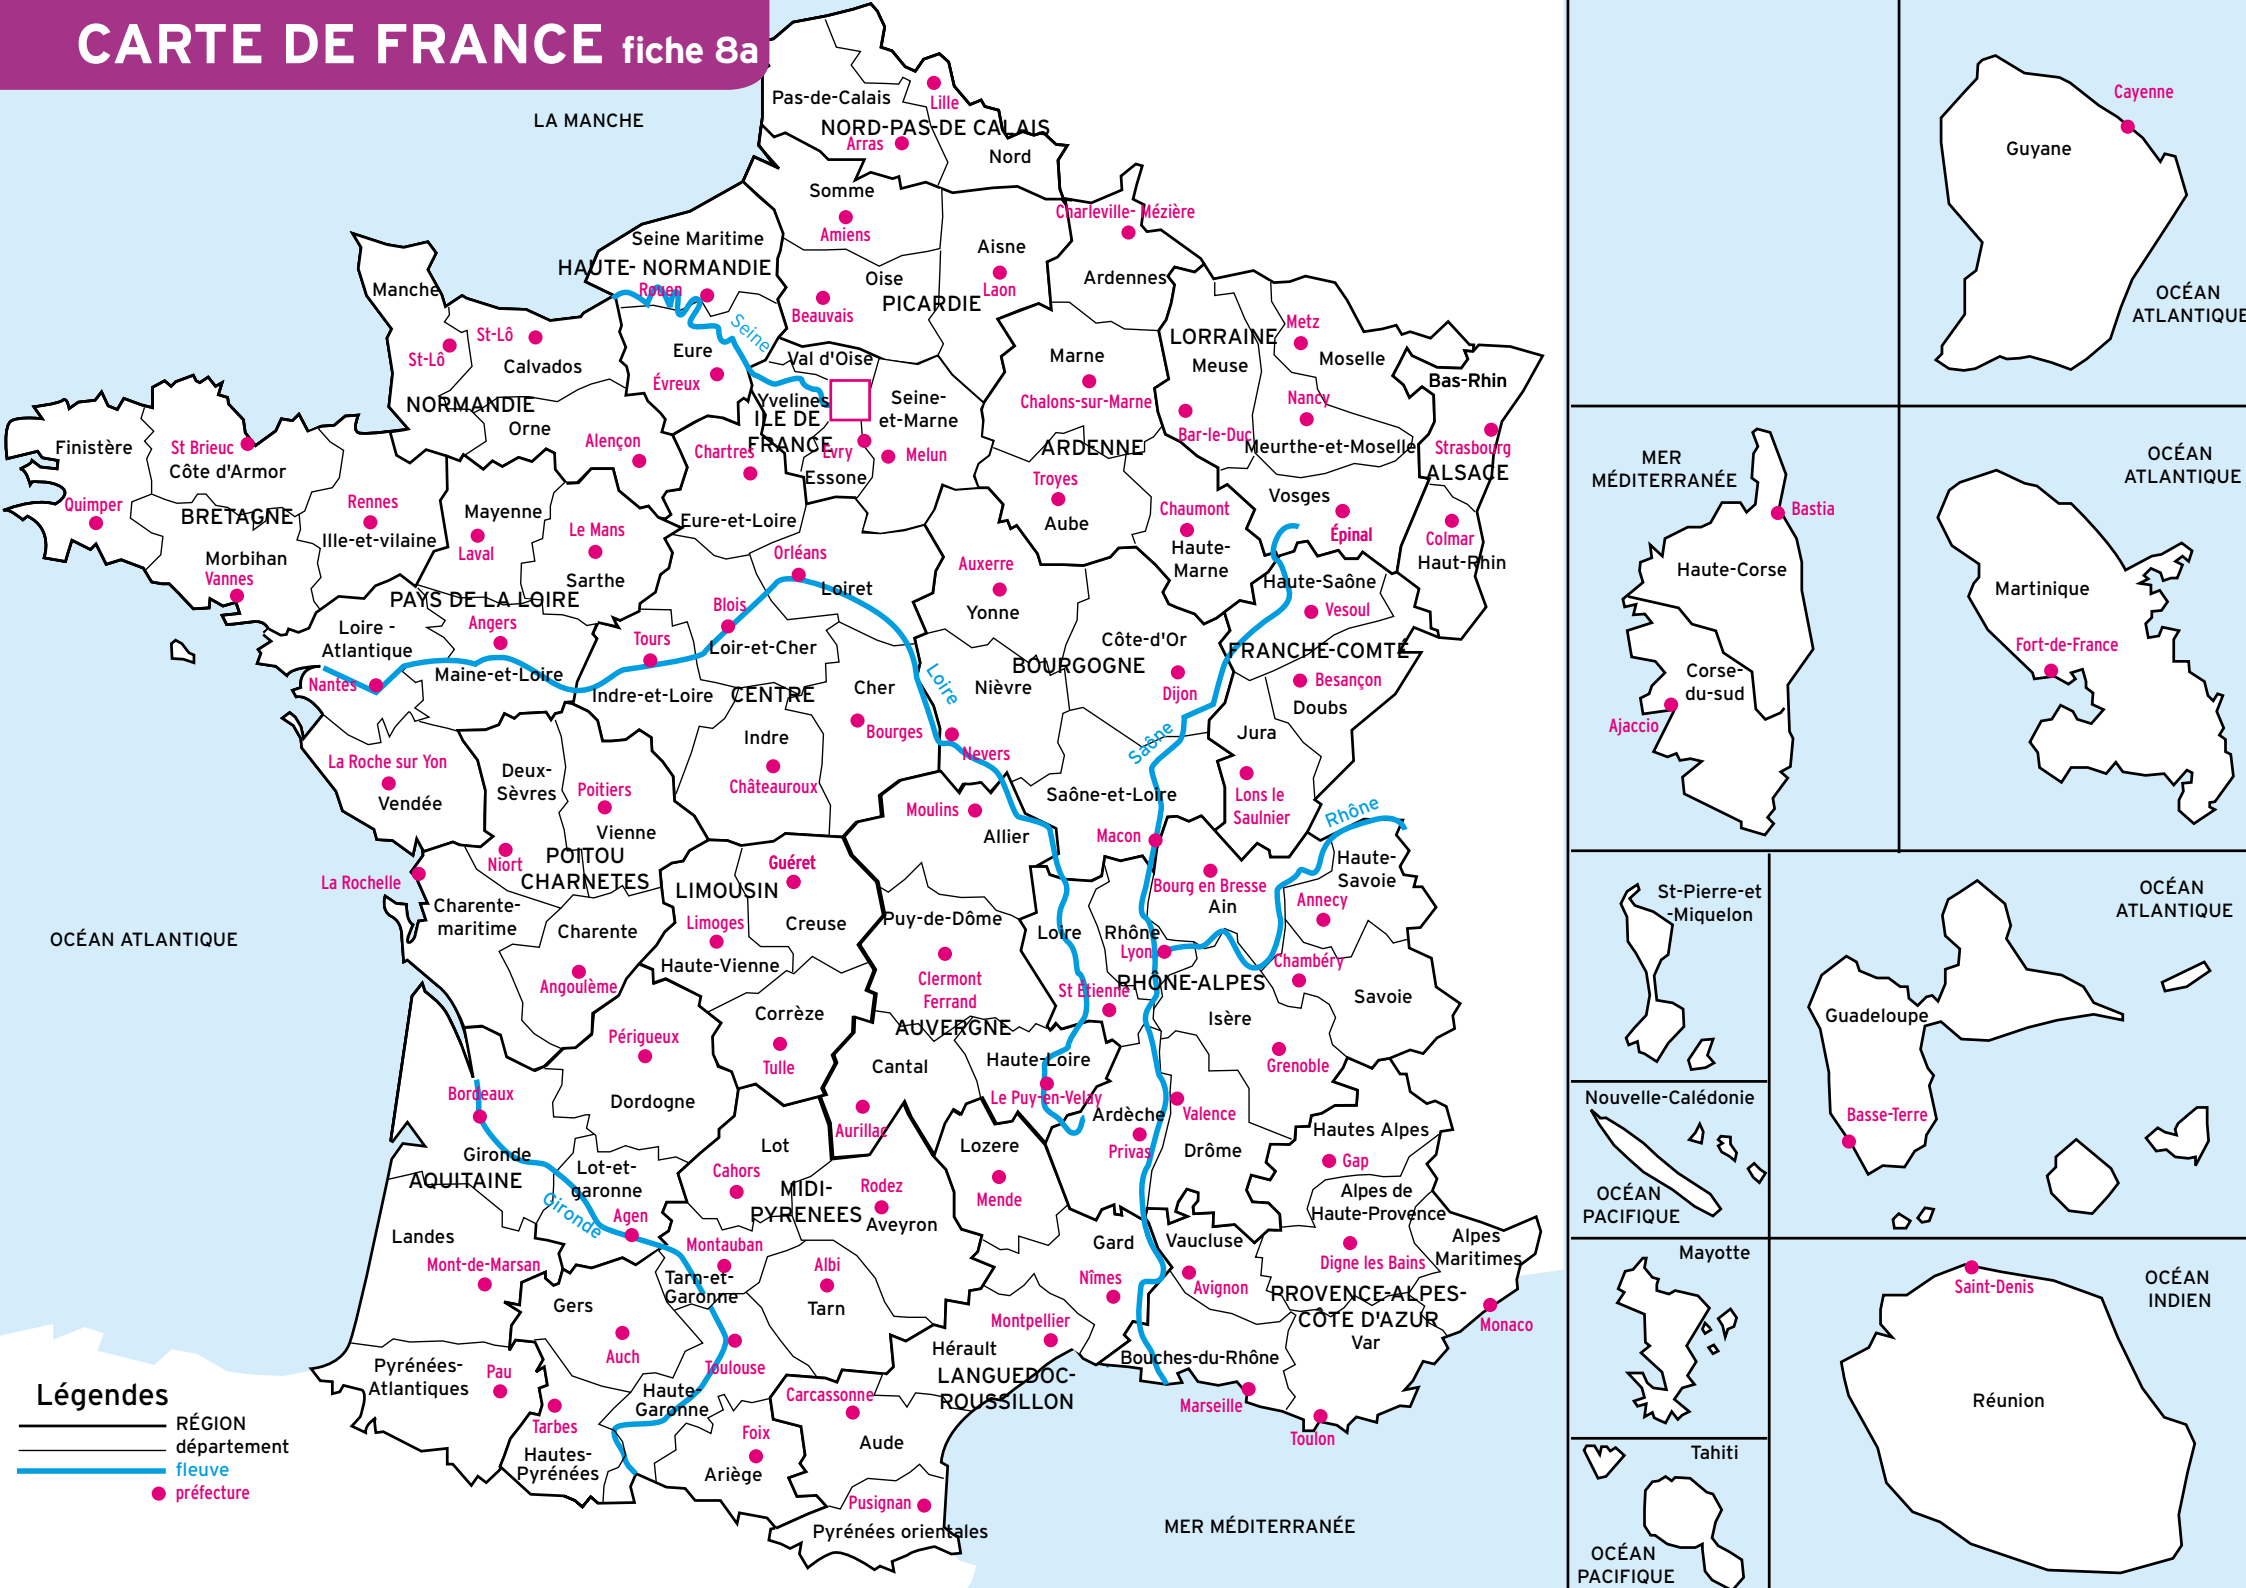 CARTE DE FRANCE fiche 8a
LA MANCHE
Pas-de-Calais
Lille
NORD-PAS-DE CALAIS
Arras
Nord
Somme
Amiens
Charleville- Mézière
Seine Maritime
HAUTE- NORMANDIE
Rouen
Oise
Aisne
Laon
PICARDIE
Beauvais
Ardennes
Manche
St-Lô
St-Lô
Calvados
Seine
Eure
Évreux
Val d'Oise
Yvelines
ILE DE
FRANCE
Seine-
et-Marne
Evry
Melun
Essone
Marne
Chalons-sur-Marne
ARDENNE
LORRAINE
Metz
Meuse
Moselle
Nancy
Bar-le-Duc
Meurthe-et-Moselle
Bas-Rhin
Strasbourg
ALSACE
NORMANDIE
Orne
Alençon
Chartres
Finistère
St Brieuc
Côte d'Armor
Quimper
BRETAGNE
Rennes
Ille-et-vilaine
Morbihan
Vannes
Mayenne
Laval
Le Mans
Sarthe
Eure-et-Loire
Orléans
Loiret
Troyes
Aube
Chaumont
Haute-
Marne
Vosges
Épinal
Colmar
Haut-Rhin
Auxerre
Yonne
Haute-Saône
Vesoul
PAYS DE LA LOIRE
Loire -
Atlantique
Angers
Nantes
Maine-et-Loire
Tours
Blois
Loir-et-Cher
Indre-et-Loire
CENTRE
Cher
Bourges
Loire
Nièvre
Nevers
BOURGOGNE
Côte-d'Or
Dijon
FRANCHE-COMTÉ
Besançon
Doubs
Jura
Saône
Saône-et-Loire
Lons le
Saulnier
Macon
La Roche sur Yon
Vendée
Deux-
Sèvres
Poitiers
Vienne
Niort
POITOU
CHARNETES
La Rochelle
Charente-
maritime
Charente
Angoulème
Indre
Châteauroux
Moulins
Allier
Guéret
LIMOUSIN
Creuse
Limoges
Haute-Vienne
Puy-de-Dôme
Clermont
Ferrand
AUVERGNE
Loire
Rhône
Lyon
RHÔNE-ALPES
St Etienne
Bourg en Bresse
Ain
Rhône
Haute-
Savoie
Annecy
Chambéry
Savoie
Isère
Grenoble
OCÉAN ATLANTIQUE
Corrèze
Tulle
Cantal
Aurillac
Haute-Loire
Le Puy-en-Velay
Ardèche
Privas
Valence
Drôme
Périgueux
Dordogne
Bordeaux
Gironde
AQUITAINE
Gironde
Lot-et-
garonne
Agen
Lot
Cahors
MIDI-
PYRENEES
Rodez
Aveyron
Lozere
Mende
Hautes Alpes
Gap
Alpes de
Haute-Provence
Digne les Bains
Alpes
Maritimes
Monaco
Landes
Mont-de-Marsan
Montauban
Tarn-et-
Garonne
Albi
Tarn
Gard
Nîmes
Vaucluse
Avignon
PROVENCE-ALPES-
CÔTE D'AZUR
Var
Bouches-du-Rhône
Marseille
Toulon
Gers
Auch
Toulouse
Haute-
Garonne
Montpellier
Hérault
LANGUEDOC-
ROUSSILLON
Pyrénées-
Atlantiques
Pau
Tarbes
Hautes-
Pyrénées
Foix
Ariège
Carcassonne
Aude
Pusignan
Pyrénées orientales
MER MÉDITERRANÉE
Légendes
RÉGION
département
fleuve
préfecture
Cayenne
Guyane
OCÉAN
ATLANTIQUE
MER
MÉDITERRANÉE
Bastia
Haute-Corse
Corse-
du-sud
Ajaccio
OCÉAN
ATLANTIQUE
Martinique
Fort-de-France
St-Pierre-et
-Miquelon
OCÉAN
ATLANTIQUE
Guadeloupe
Basse-Terre
Nouvelle-Calédonie
OCÉAN
PACIFIQUE
Mayotte
Saint-Denis
OCÉAN
INDIEN
Réunion
Tahiti
OCÉAN
PACIFIQUE